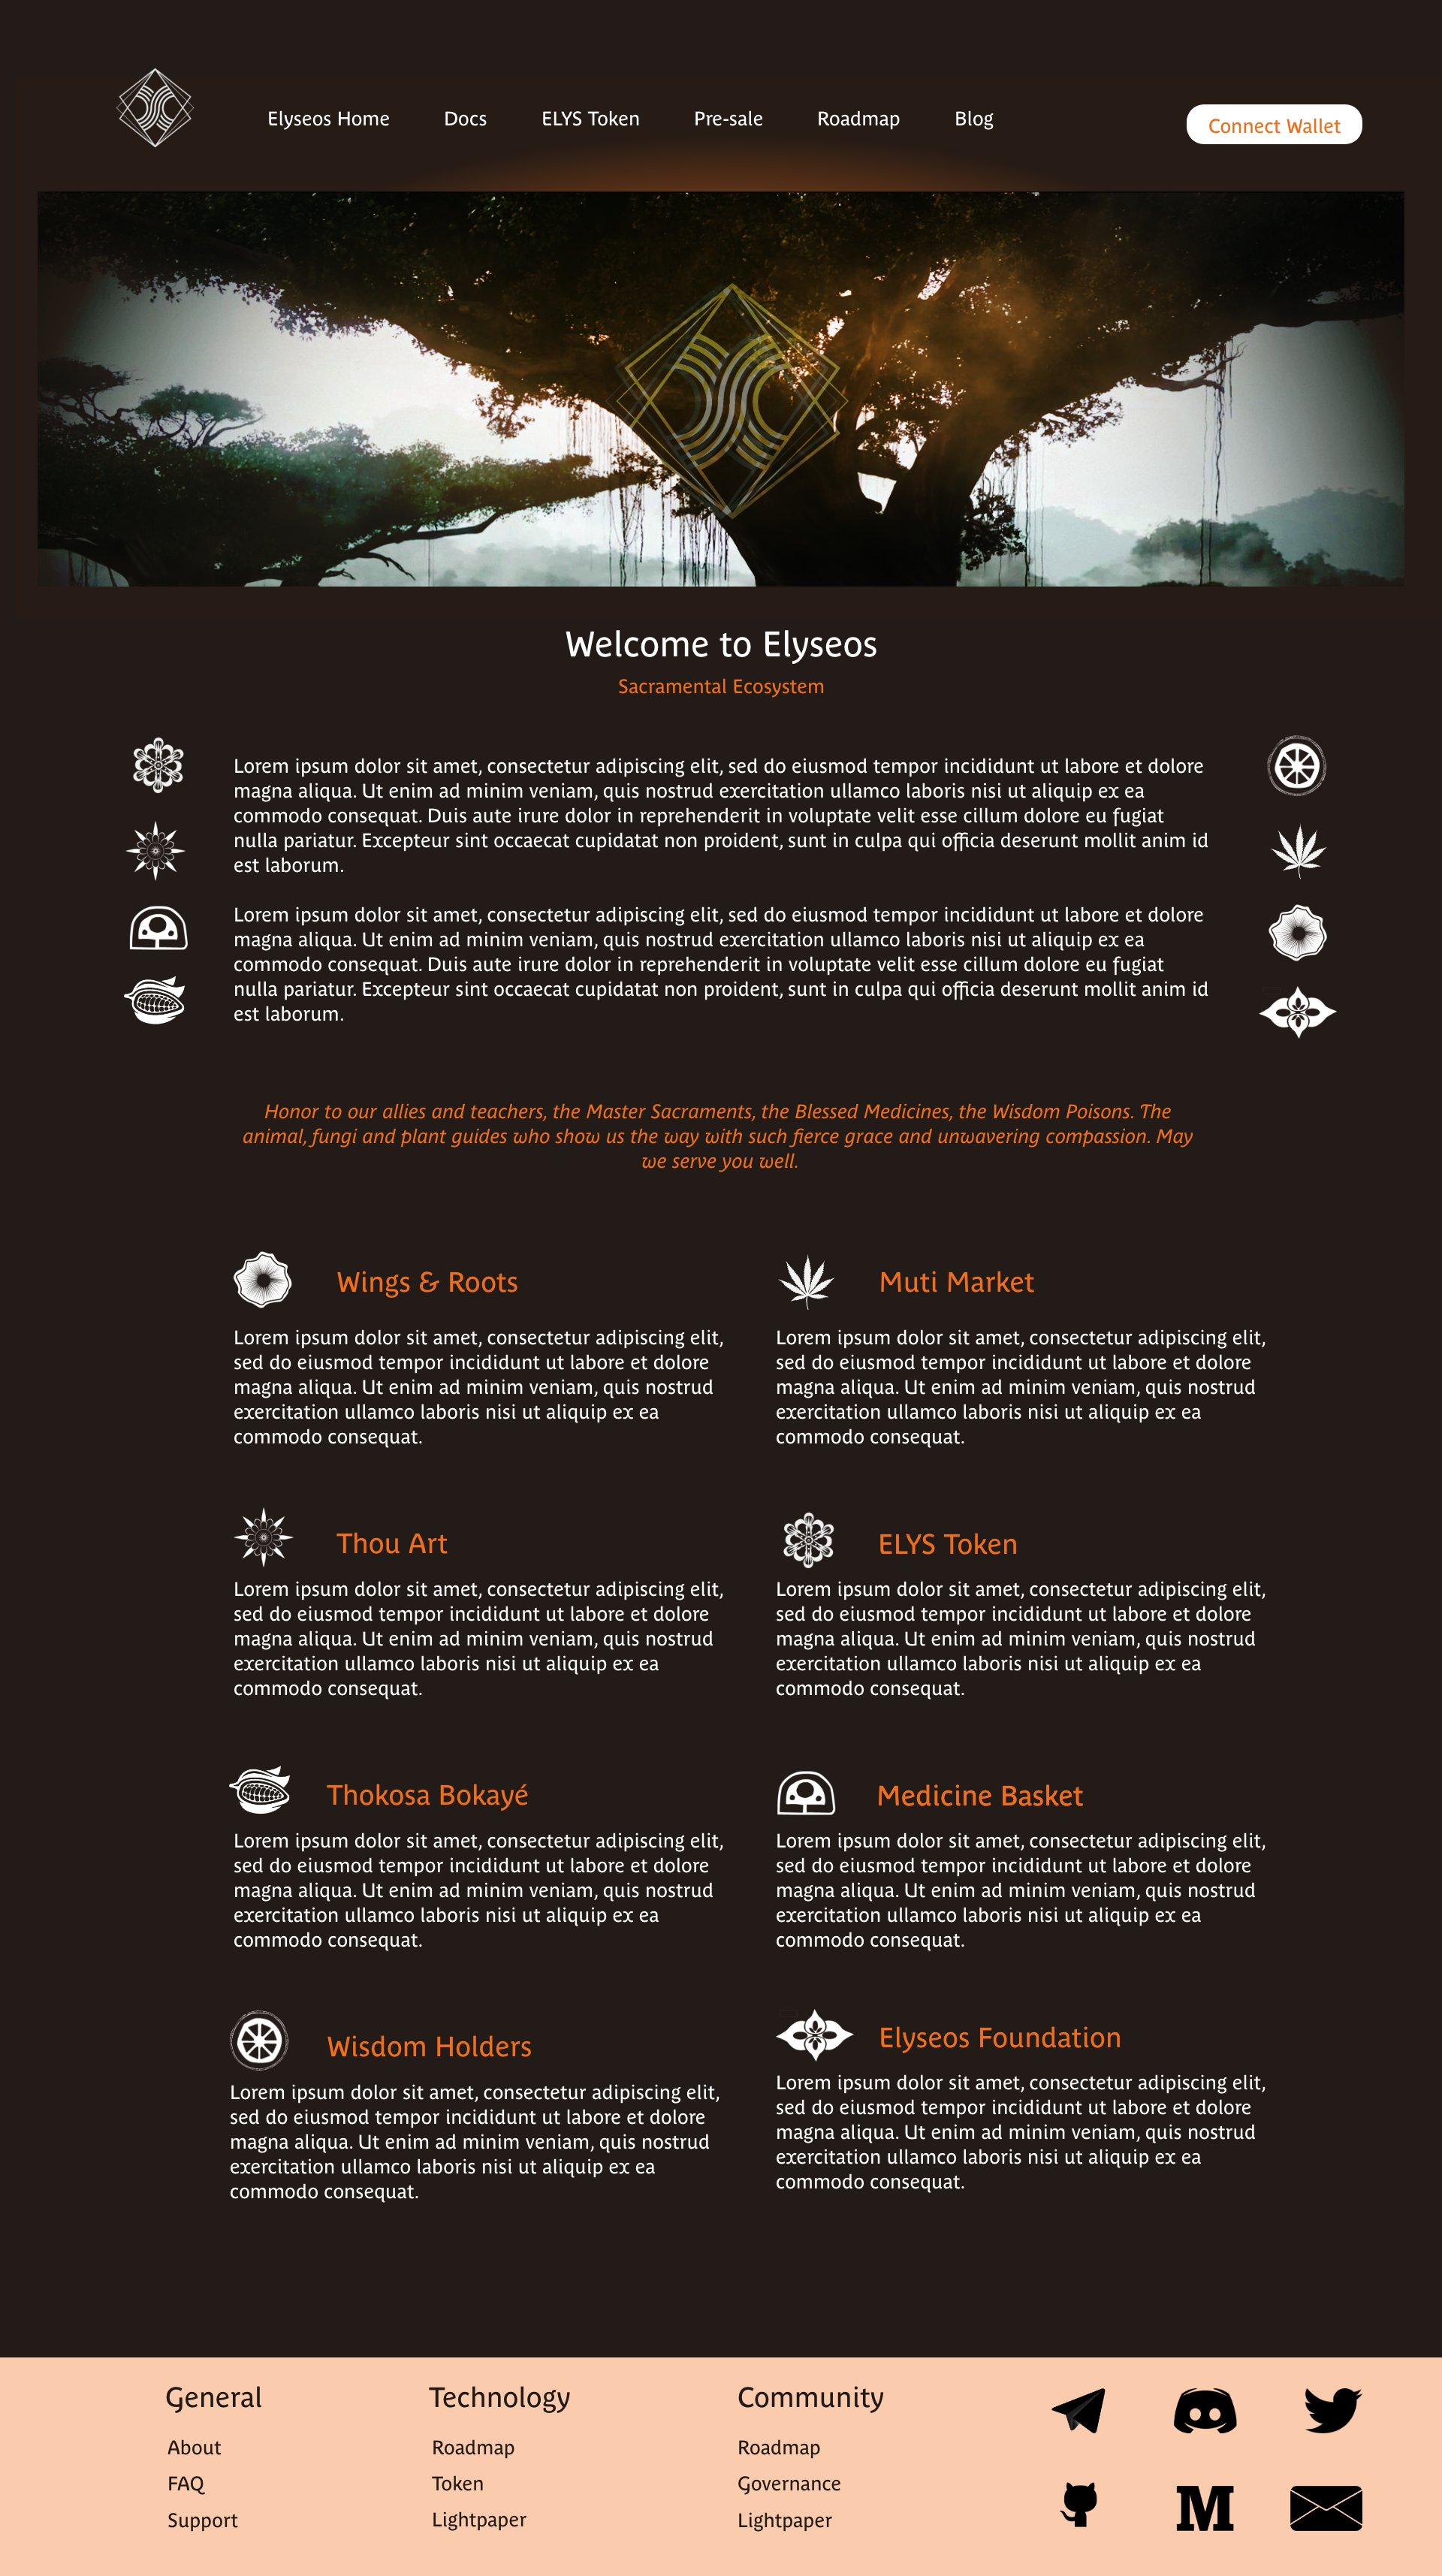 Elyseos Home Docs ELYS Token Pre-sale Roadmap Blog Connect Wallet
Welcome to Elyseos
Sacramental Ecosystem
Lorem ipsum dolor sit amet, consectetur adipiscing elit, sed do eiusmod tempor incididunt ut labore et dolore
magna aliqua. Ut enim ad minim veniam, quis nostrud exercitation ullamco laboris nisi ut aliquip ex ea
commodo consequat. Duis aute irure dolor in reprehenderit in voluptate velit esse cillum dolore eu fugiat
nulla pariatur. Excepteur sint occaecat cupidatat non proident, sunt in culpa qui officia deserunt mollit anim id
est laborum.
Lorem ipsum dolor sit amet, consectetur adipiscing elit, sed do eiusmod tempor incididunt ut labore et dolore
magna aliqua. Ut enim ad minim veniam, quis nostrud exercitation ullamco laboris nisi ut aliquip ex ea
commodo consequat. Duis aute irure dolor in reprehenderit in voluptate velit esse cillum dolore eu fugiat
nulla pariatur. Excepteur sint occaecat cupidatat non proident, sunt in culpa qui officia deserunt mollit anim id
est laborum.
Honor to our allies and teachers, the Master Sacraments, the Blessed Medicines, the Wisdom Poisons. The
animal, fungi and plant guides who show us the way with such fierce grace and unwavering compassion. May
we serve you well.
Wings & Roots
Lorem ipsum dolor sit amet, consectetur adipiscing elit,
sed do eiusmod tempor incididunt ut labore et dolore
magna aliqua. Ut enim ad minim veniam, quis nostrud
exercitation ullamco laboris nisi ut aliquip ex ea
commodo consequat.
Muti Market
Lorem ipsum dolor sit amet, consectetur adipiscing elit,
sed do eiusmod tempor incididunt ut labore et dolore
magna aliqua. Ut enim ad minim veniam, quis nostrud
exercitation ullamco laboris nisi ut aliquip ex ea
commodo consequat.
Thou Art
Lorem ipsum dolor sit amet, consectetur adipiscing elit,
sed do eiusmod tempor incididunt ut labore et dolore
magna aliqua. Ut enim ad minim veniam, quis nostrud
exercitation ullamco laboris nisi ut aliquip ex ea
commodo consequat.
ELYS Token
Lorem ipsum dolor sit amet, consectetur adipiscing elit,
sed do eiusmod tempor incididunt ut labore et dolore
magna aliqua. Ut enim ad minim veniam, quis nostrud
exercitation ullamco laboris nisi ut aliquip ex ea
commodo consequat.
Thokosa Bokayé
Lorem ipsum dolor sit amet, consectetur adipiscing elit,
sed do eiusmod tempor incididunt ut labore et dolore
magna aliqua. Ut enim ad minim veniam, quis nostrud
exercitation ullamco laboris nisi ut aliquip ex ea
commodo consequat.
Medicine Basket
Lorem ipsum dolor sit amet, consectetur adipiscing elit,
sed do eiusmod tempor incididunt ut labore et dolore
magna aliqua. Ut enim ad minim veniam, quis nostrud
exercitation ullamco laboris nisi ut aliquip ex ea
commodo consequat.
Wisdom Holders
Lorem ipsum dolor sit amet, consectetur adipiscing elit,
sed do eiusmod tempor incididunt ut labore et dolore
magna aliqua. Ut enim ad minim veniam, quis nostrud
exercitation ullamco laboris nisi ut aliquip ex ea
commodo consequat.
Elyseos Foundation
Lorem ipsum dolor sit amet, consectetur adipiscing elit,
sed do eiusmod tempor incididunt ut labore et dolore
magna aliqua. Ut enim ad minim veniam, quis nostrud
exercitation ullamco laboris nisi ut aliquip ex ea
commodo consequat.
General
About
FAQ
Support
Technology
Roadmap
Token
Lightpaper
Community
Roadmap
Governance
Lightpaper
M